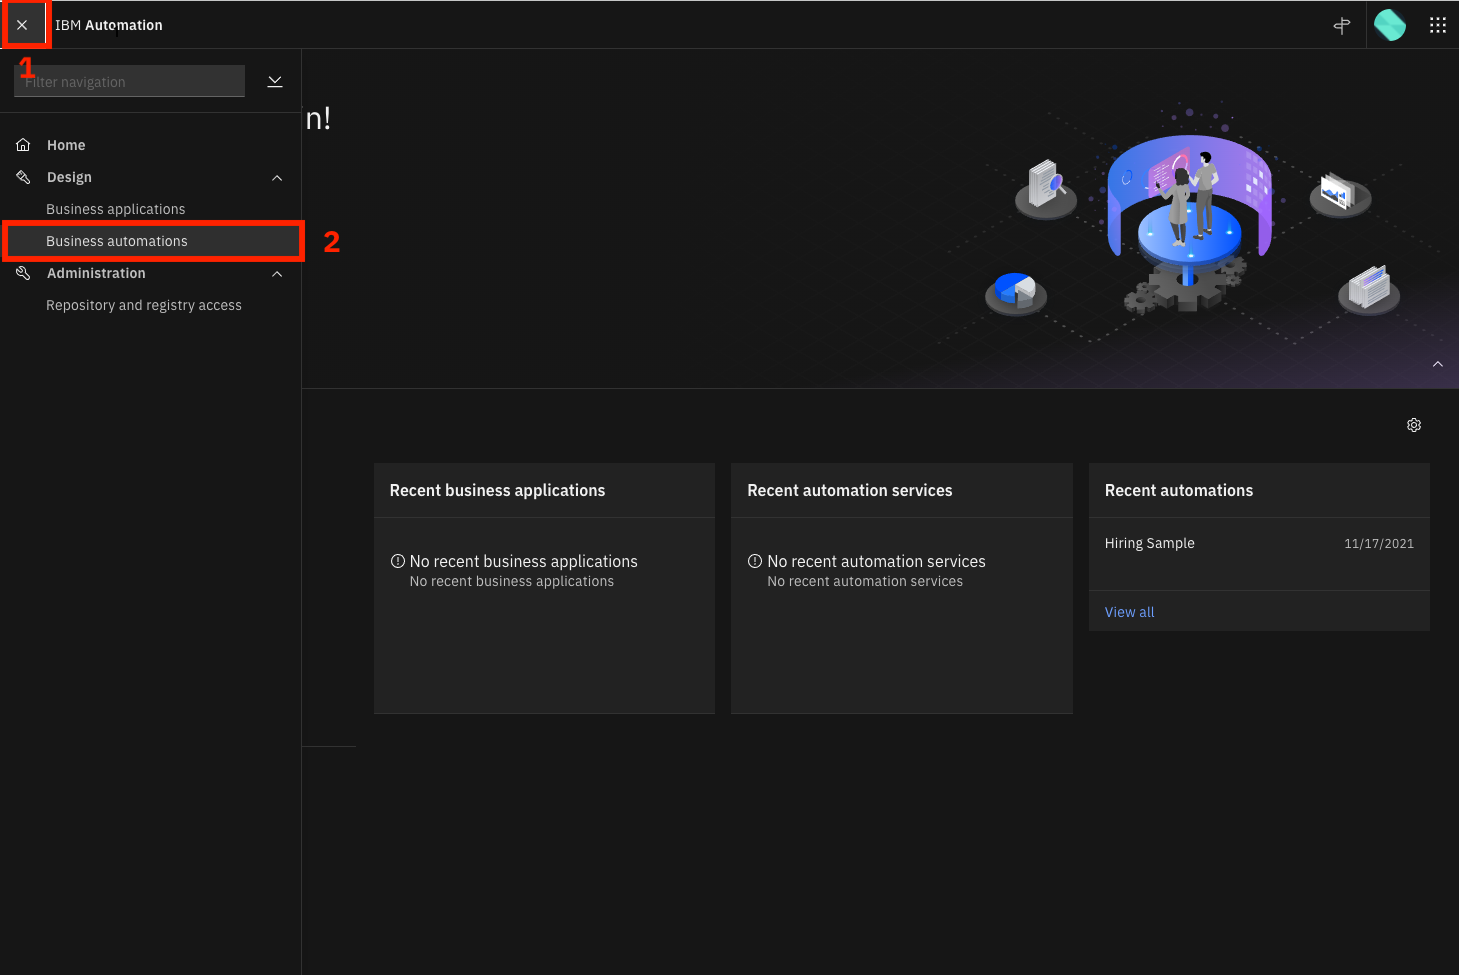 IBM Automation
1
Filter navigation
n!
Home
Design
Business applications
Business automations
2
Administration
Repository and registry access
Recent business applications
No recent business applications
No recent business applications
Recent automation services
No recent automation services
No recent automation services
Recent automations
Hiring Sample 11/17/2021
View all